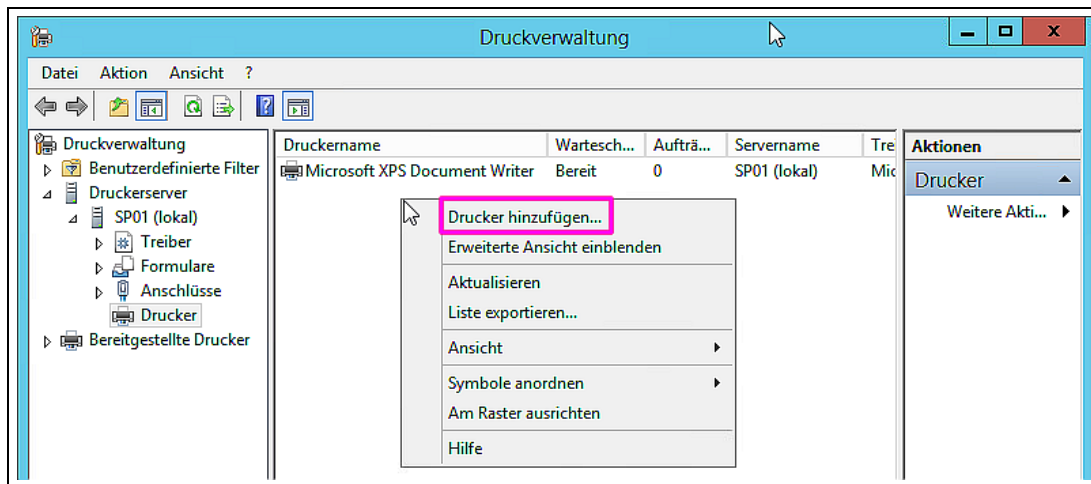 Druckverwaltung
x
Datei Aktion Ansicht ?
Druckverwaltung
Benutzerdefinierte Filter
Druckerserver
SP01 (lokal)
Treiber
Formulare
Anschlüsse
Drucker
Bereitgestellte Drucker
Druckername Wartesch... Aufträ... Servername Tre
Microsoft XPS Document Writer Bereit 0 SP01 (lokal) Mic
Drucker hinzufügen...
Erweiterte Ansicht einblenden
Aktualisieren
Liste exportieren...
Ansicht
Symbole anordnen
Am Raster ausrichten
Hilfe
Aktionen
Drucker
Weitere Akti...